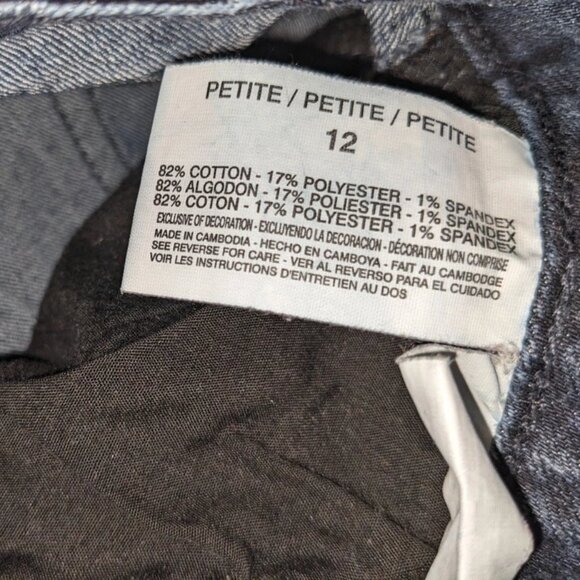 PETITE / PETITE / PETITE
12
82% COTTON - 17% POLYESTER - 1% SPANDEX
82% ALGODON - 17% POLIESTER - 1% SPANDEX
82% COTON - 17% POLYESTER - 1% SPANDEX
EXCLUSIVE OF DECORATION - EXCLUYENDO LA DECORACION - DÉCORATION NON COMPRISE
MADE IN CAMBODIA - HECHO EN CAMBOYA - FAIT AU CAMBODGE
SEE REVERSE FOR CARE - VER AL REVERSO PARA EL CUIDADO
VOIR LES INSTRUCTIONS D'ENTRETIEN AU DOS